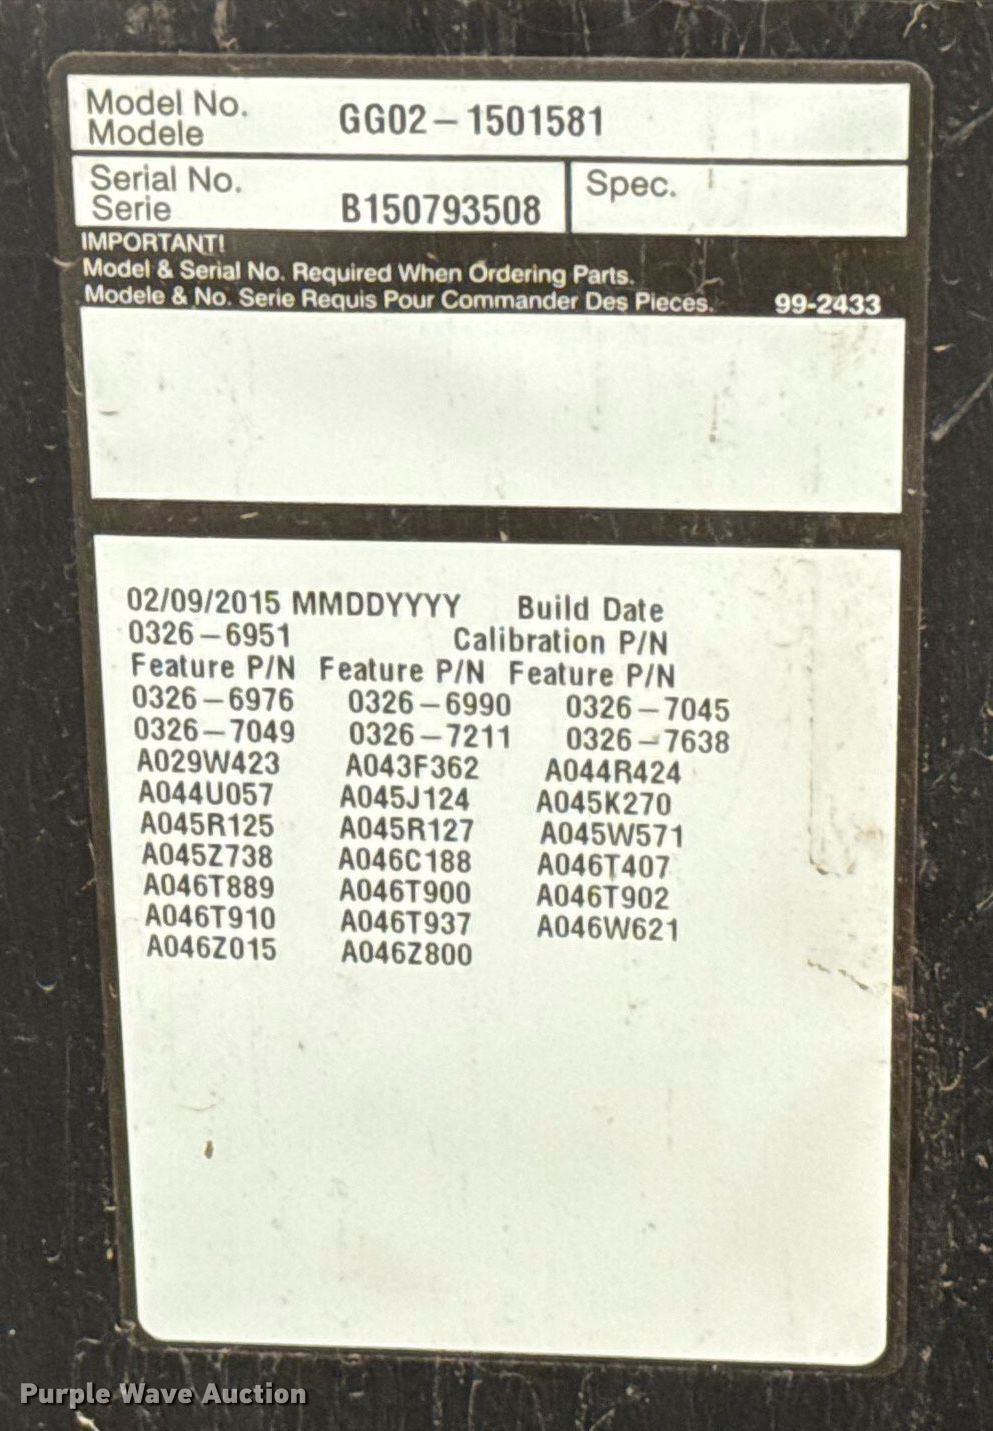 Model No.
Modele
GG02-1501581
Serial No.
Serie
B150793508
Spec.
IMPORTANT!
Model & Serial No. Required When Ordering Parts.
Modele & No. Serie Requis Pour Commander Des Pieces. 99-2433
02/09/2015 MMDDYYYY Build Date
0326-6951 Calibration P/N
Feature P/N Feature P/N Feature P/N
0326-6976 0326-6990 0326-7045
0326-7049 0326-7211 0326-7638
A029W423 A043F362 A044R424
A044U057 A045J124 A045K270
A045R125 A045R127 A045W571
A045Z738 A046C188 A046T407
A046T889 A046T900 A046T902
A046T910 A046T937 A046W621
A046Z015 A046Z800
Purple Wave Auction